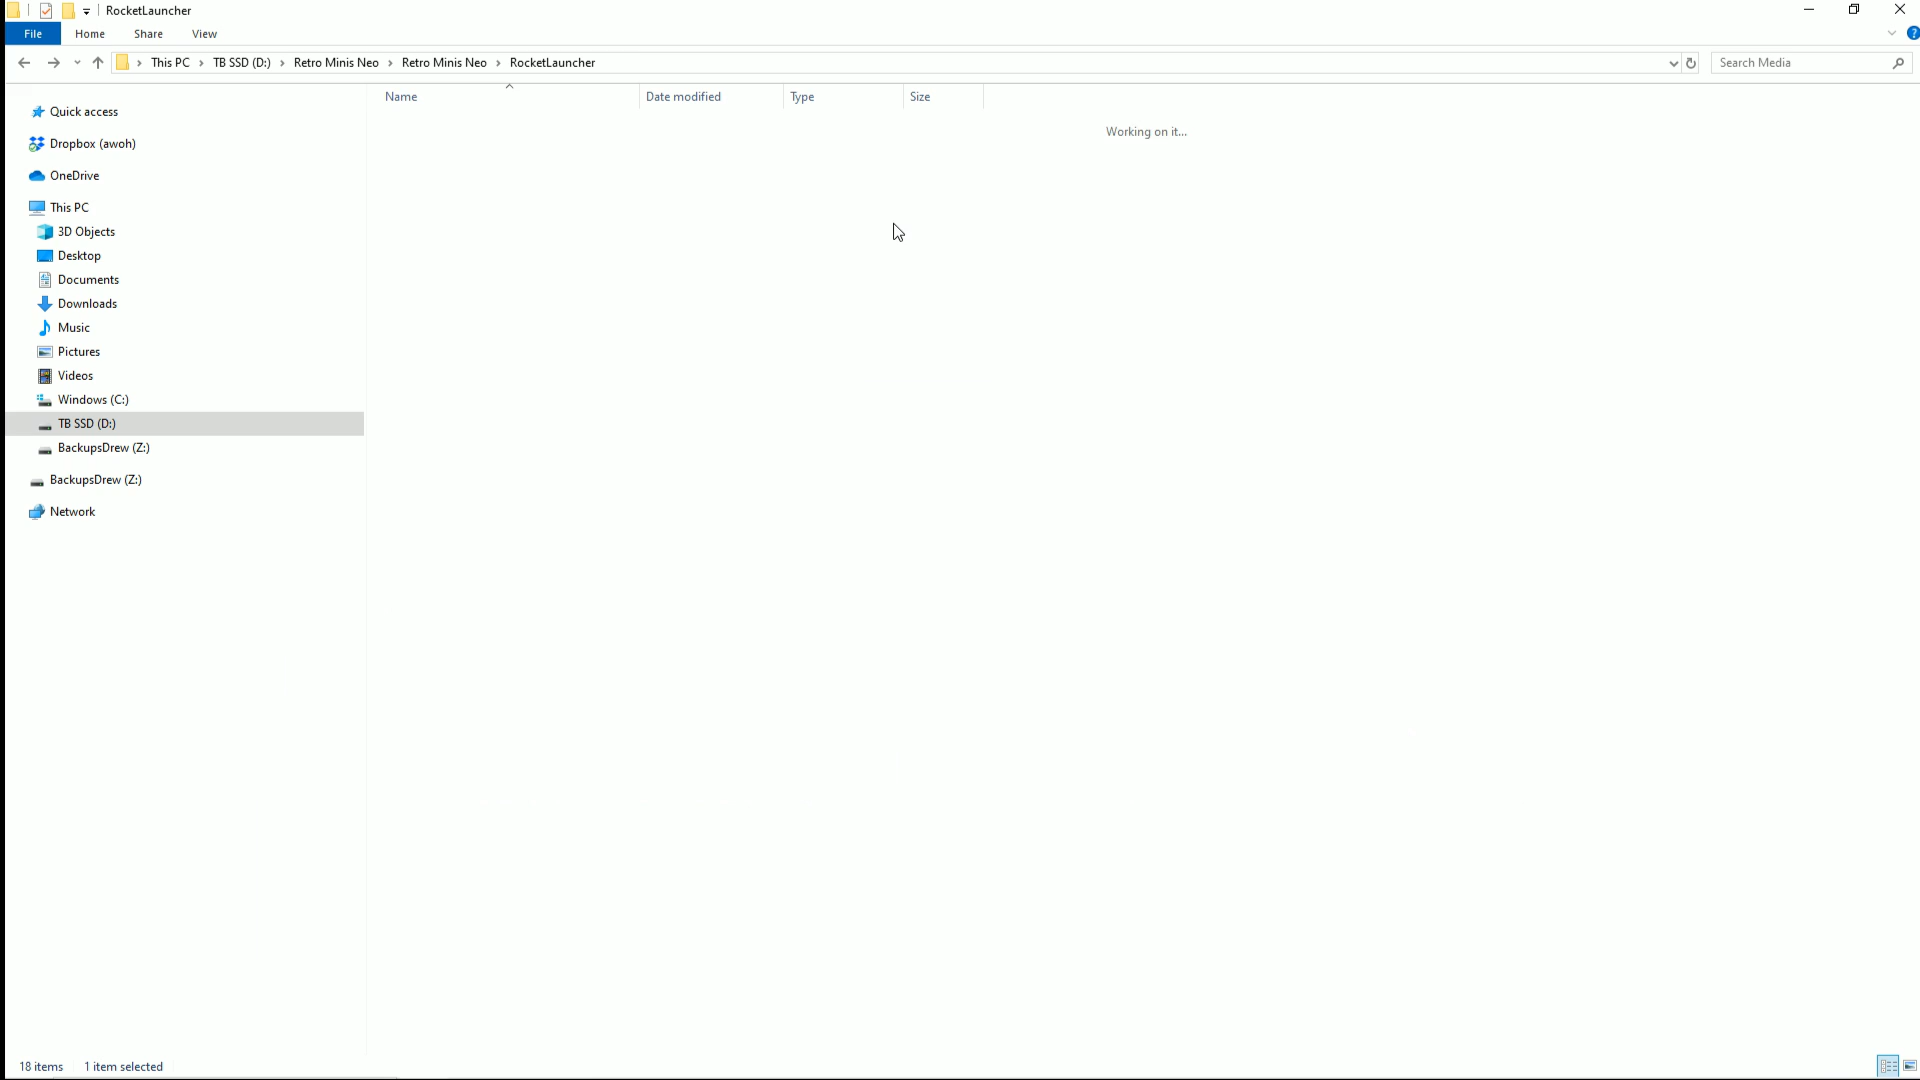 RocketLauncher
File Home Share View
This PC > TB SSD (D:) > Retro Minis Neo > Retro Minis Neo > RocketLauncher
Search Media
Name Date modified Type Size
Working on it...
Quick access
Dropbox (awoh)
OneDrive
This PC
3D Objects
Desktop
Documents
Downloads
Music
Pictures
Videos
Windows (C:)
TB SSD (D:)
BackupsDrew (Z:)
BackupsDrew (Z:)
Network
18 items 1 item selected